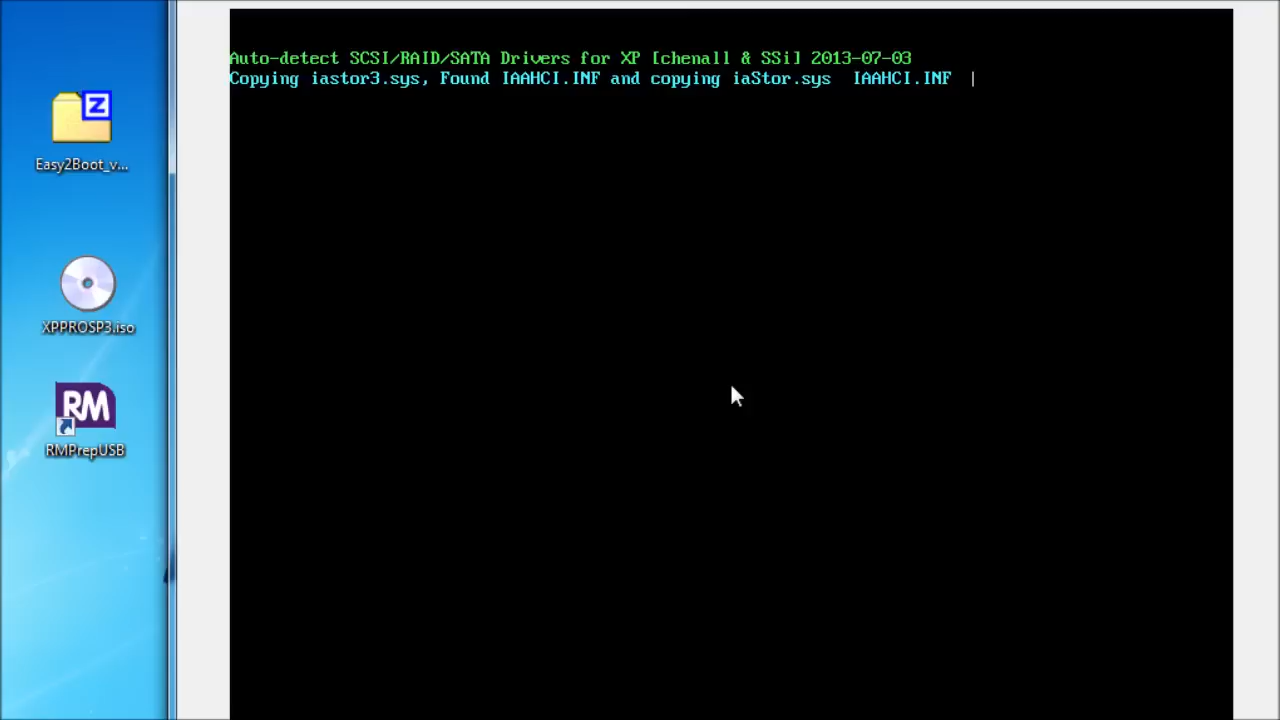 Auto-detect SCSI/RAID/SATA Drivers for XP [chenall & SSi] 2013-07-03
Copying iastor3.sys, Found IAAHCI.INF and copying iaStor.sys  IAAHCI.INF  |
Z
Easy2Boot_v...
XPPROSP3.iso
RM
RMPrepUSB